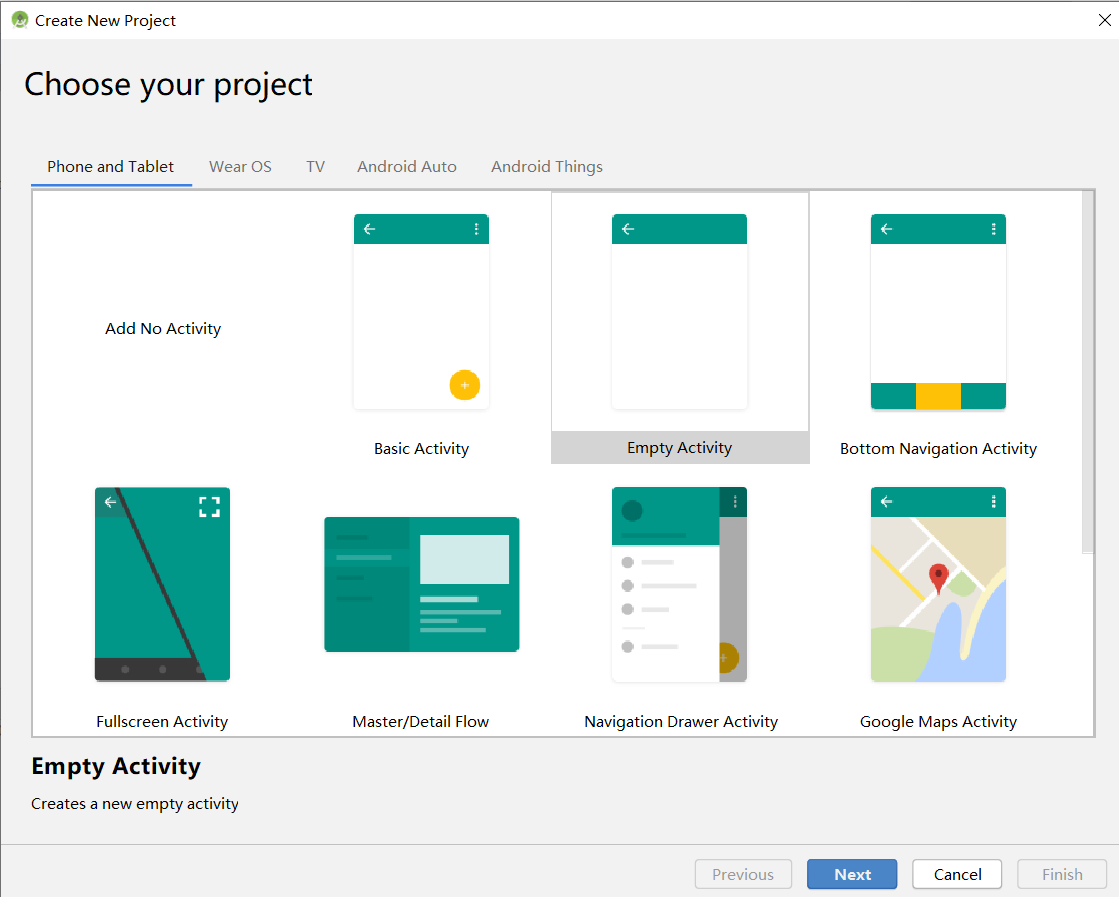 Create New Project
Choose your project
Phone and Tablet Wear OS TV Android Auto Android Things
Add No Activity
Basic Activity
Empty Activity
Bottom Navigation Activity
Fullscreen Activity
Master/Detail Flow
Navigation Drawer Activity
Google Maps Activity
Empty Activity
Creates a new empty activity
Previous Next Cancel Finish